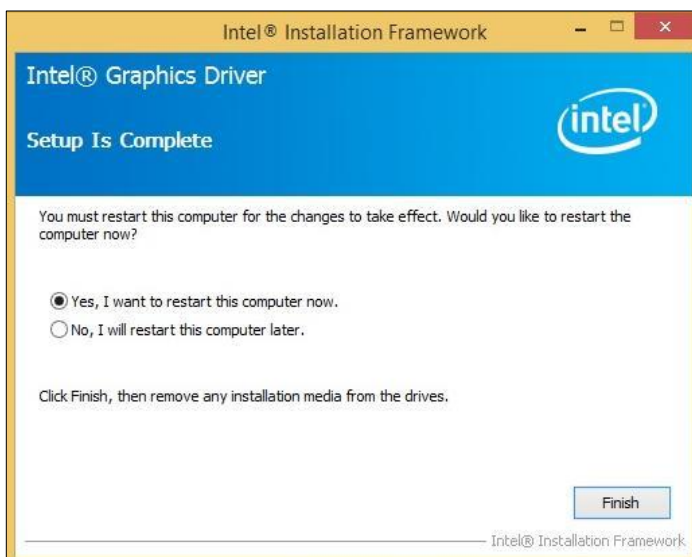 Intel® Installation Framework
Intel® Graphics Driver
Setup Is Complete
intel
You must restart this computer for the changes to take effect. Would you like to restart the
computer now?
Yes, I want to restart this computer now.
No, I will restart this computer later.
Click Finish, then remove any installation media from the drives.
Finish
Intel® Installation Framework